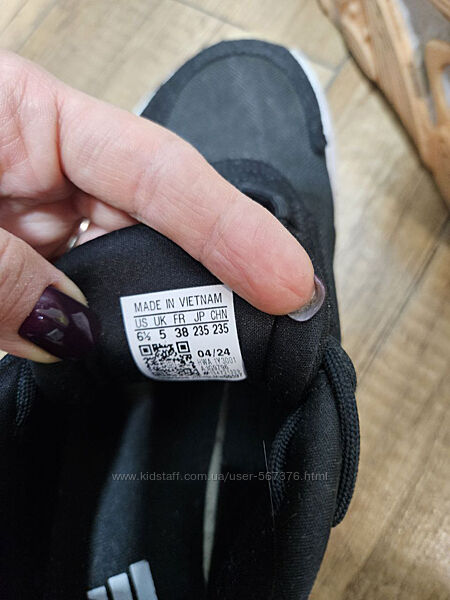 MADE IN VIETNAM
US UK FR JP CHN
6½ 5 38 235 235
04/24
www.kidstaff.com.ua/user-567376.html